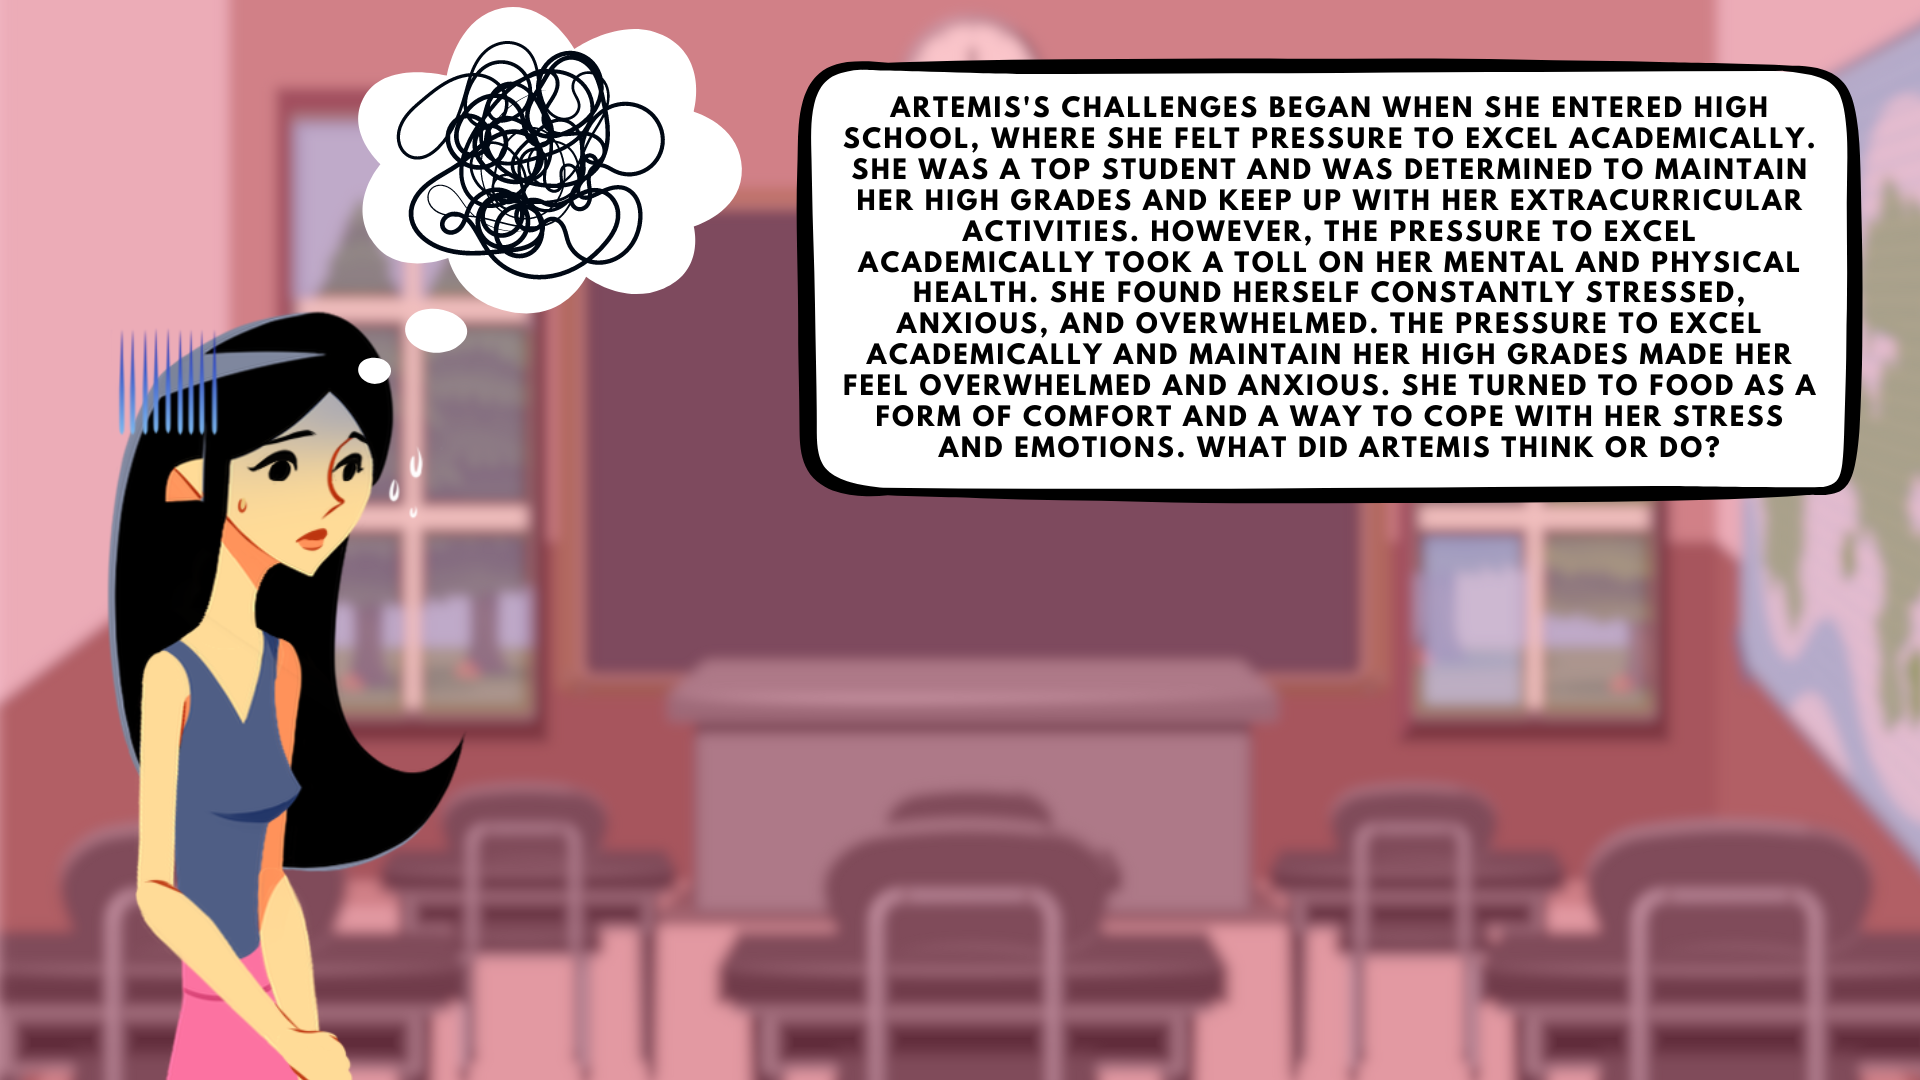 ARTEMIS'S CHALLENGES BEGAN WHEN SHE ENTERED HIGH
SCHOOL, WHERE SHE FELT PRESSURE TO EXCEL ACADEMICALLY.
SHE WAS A TOP STUDENT AND WAS DETERMINED TO MAINTAIN
HER HIGH GRADES AND KEEP UP WITH HER EXTRACURRICULAR
ACTIVITIES. HOWEVER, THE PRESSURE TO EXCEL
ACADEMICALLY TOOK A TOLL ON HER MENTAL AND PHYSICAL
HEALTH. SHE FOUND HERSELF CONSTANTLY STRESSED,
ANXIOUS, AND OVERWHELMED. THE PRESSURE TO EXCEL
ACADEMICALLY AND MAINTAIN HER HIGH GRADES MADE HER
FEEL OVERWHELMED AND ANXIOUS. SHE TURNED TO FOOD AS A
FORM OF COMFORT AND A WAY TO COPE WITH HER STRESS
AND EMOTIONS. WHAT DID ARTEMIS THINK OR DO?